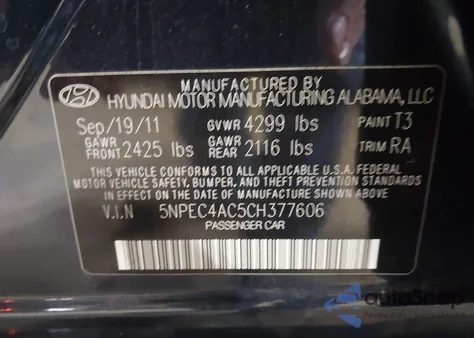 MANUFACTURED BY
HYUNDAI MOTOR MANUFACTURING ALABAMA, LLC
Sep/19/11 GVWR 4299 lbs PAINT T3
GAWR FRONT 2425 lbs GAWR REAR 2116 lbs TRIM RA
THIS VEHICLE CONFORMS TO ALL APPLICABLE U.S.A. FEDERAL
MOTOR VEHICLE SAFETY, BUMPER, AND THEFT PREVENTION STANDARDS
IN EFFECT ON THE DATE OF MANUFACTURE SHOWN ABOVE.
V.I.N 5NPEC4AC5CH377606
PASSENGER CAR
autoSnap